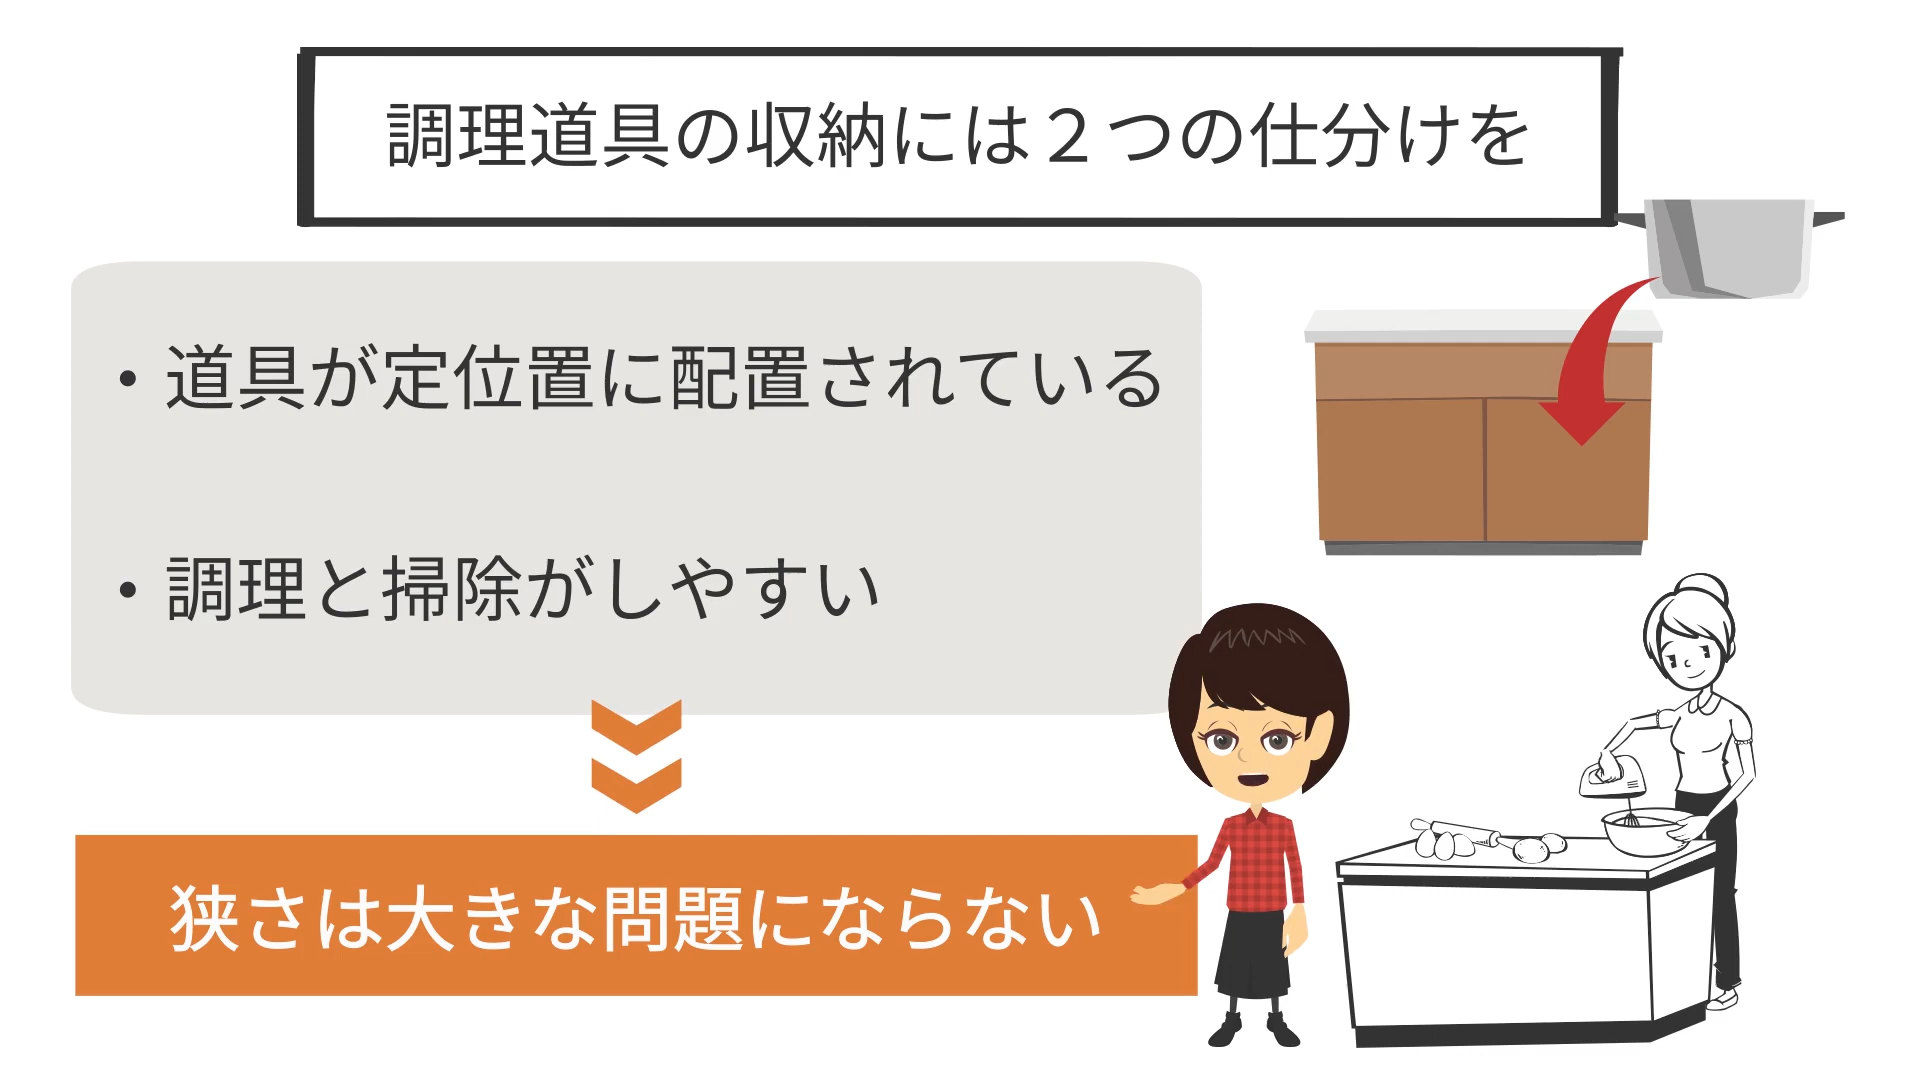 調理道具の収納には２つの仕分けを
・道具が定位置に配置されている
・調理と掃除がしやすい
狭さは大きな問題にならない